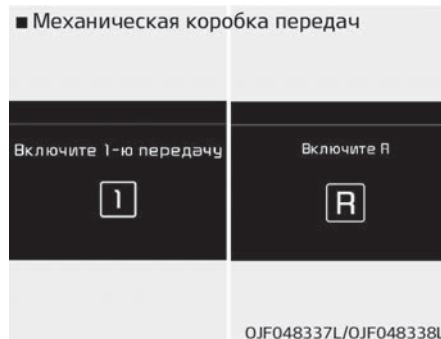 ■ Механическая коробка передач
Включите 1-ю передачу
1
Включите R
R
OJF048337L/OJF048338L